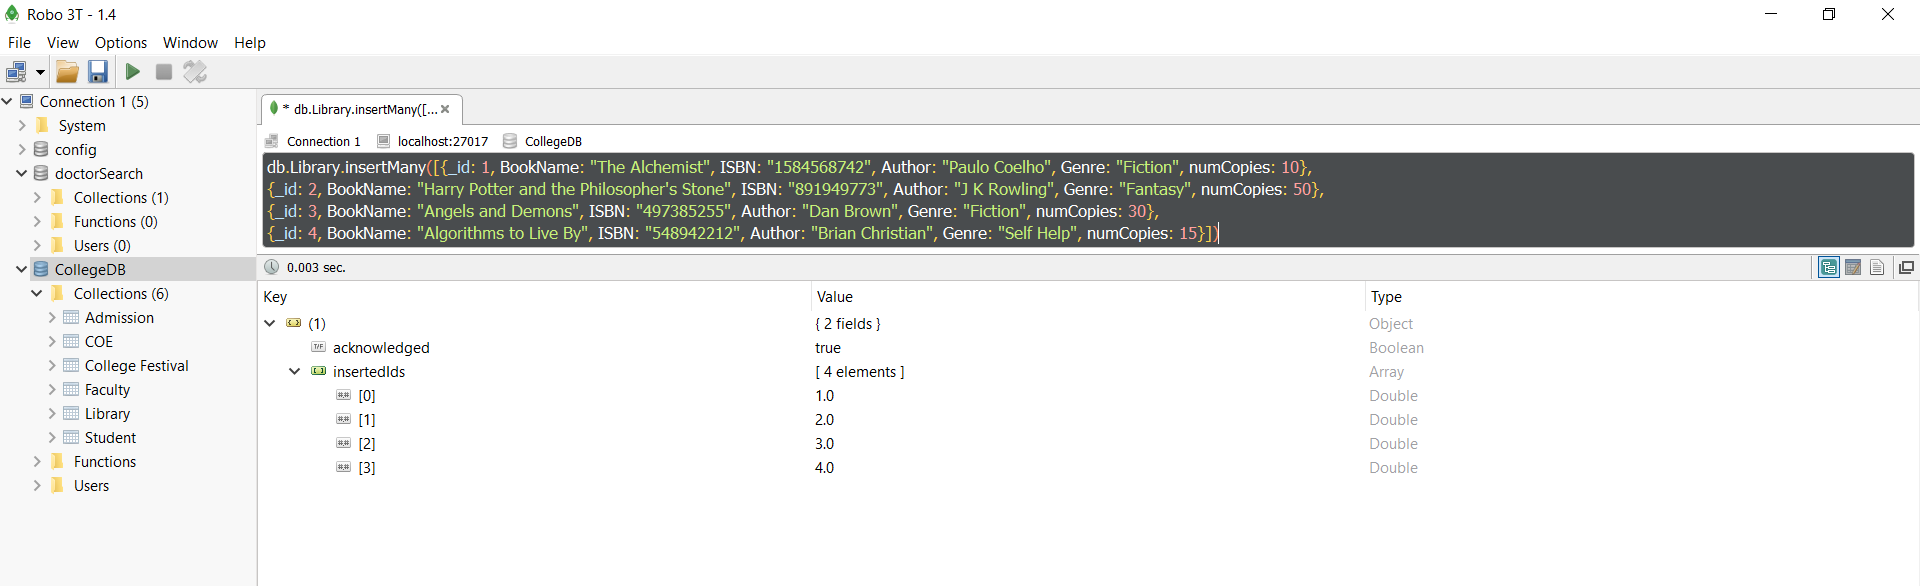 Robo 3T - 1.4
File View Options Window Help
Connection 1 (5)
System
config
doctorSearch
Collections (1)
Functions (0)
Users (0)
CollegeDB
Collections (6)
Admission
COE
College Festival
Faculty
Library
Student
Functions
Users
* db.Library.insertMany([...
Connection 1 localhost:27017 CollegeDB
db.Library.insertMany([{_id: 1, BookName: "The Alchemist", ISBN: "1584568742", Author: "Paulo Coelho", Genre: "Fiction", numCopies: 10},
{_id: 2, BookName: "Harry Potter and the Philosopher's Stone", ISBN: "891949773", Author: "J K Rowling", Genre: "Fantasy", numCopies: 50},
{_id: 3, BookName: "Angels and Demons", ISBN: "497385255", Author: "Dan Brown", Genre: "Fiction", numCopies: 30},
{_id: 4, BookName: "Algorithms to Live By", ISBN: "548942212", Author: "Brian Christian", Genre: "Self Help", numCopies: 15}])
0.003 sec.
Key Value Type
(1) { 2 fields } Object
acknowledged true Boolean
insertedIds [ 4 elements ] Array
[0] 1.0 Double
[1] 2.0 Double
[2] 3.0 Double
[3] 4.0 Double